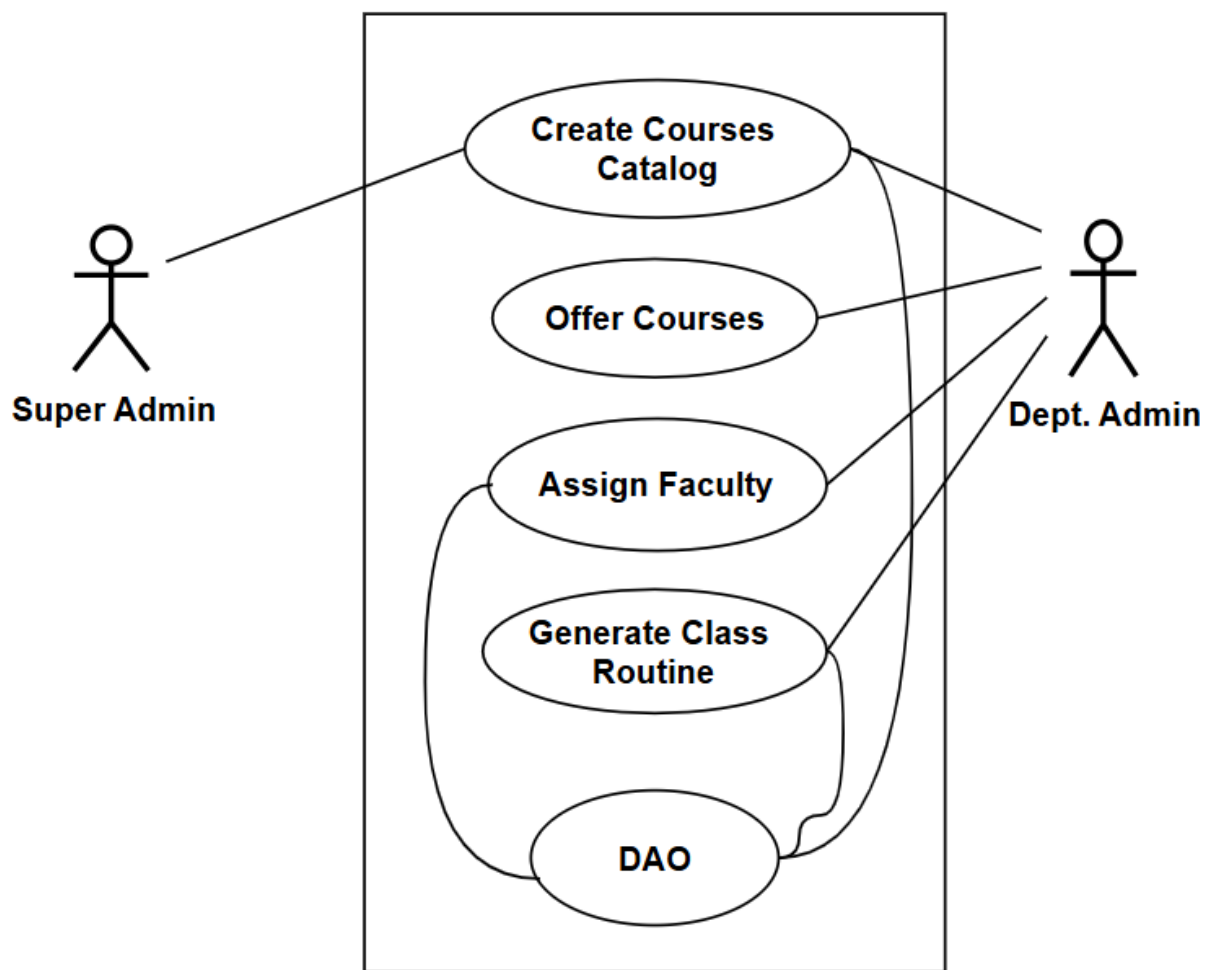 Create Courses
Catalog
Offer Courses
Super Admin
Dept. Admin
Assign Faculty
Generate Class
Routine
DAO